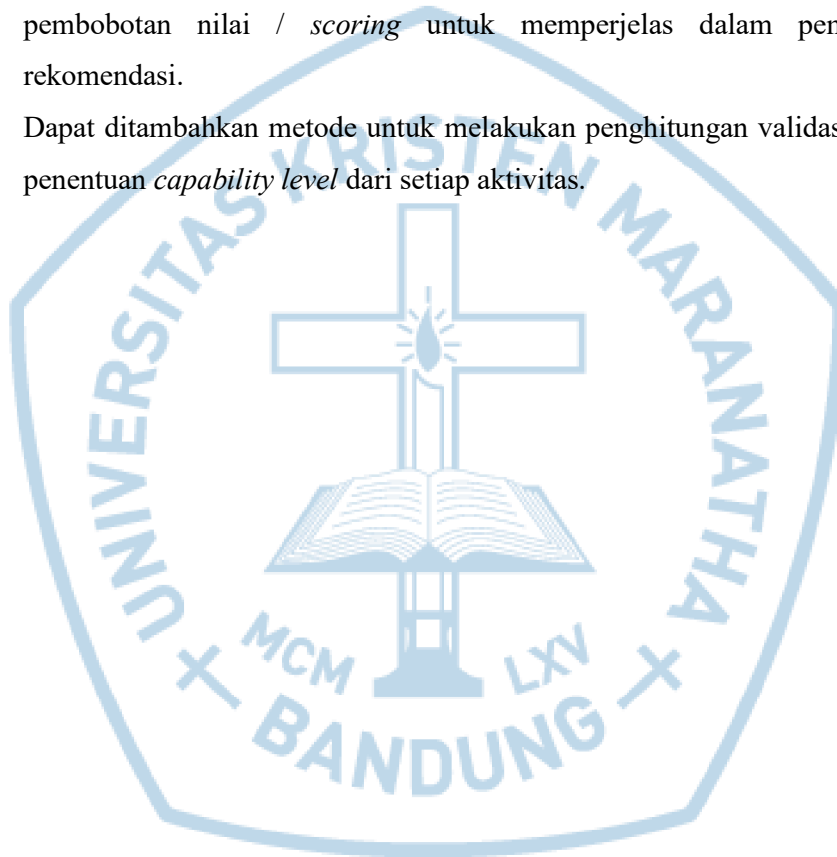 pembobotan nilai / scoring untuk memperjelas dalam pen
rekomendasi.
Dapat ditambahkan metode untuk melakukan penghitungan validas
penentuan capability level dari setiap aktivitas.
UNIVERSITAS KRISTEN MARANATHA
MCM LXV
BANDUNG